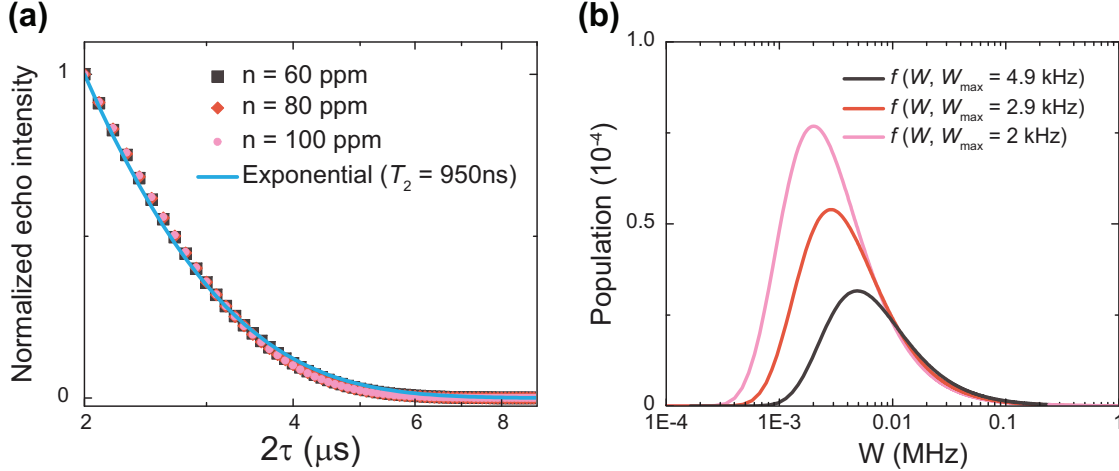 (a)
Normalized echo intensity
1
0
n = 60 ppm
n = 80 ppm
n = 100 ppm
Exponential (T₂ = 950ns)
2 4 6 8
2τ (μs)
(b)
Population (10⁻⁴)
1.0
0.5
0
f (W, Wₘₐₓ = 4.9 kHz)
f (W, Wₘₐₓ = 2.9 kHz)
f (W, Wₘₐₓ = 2 kHz)
1E-4 1E-3 0.01 0.1 1
W (MHz)